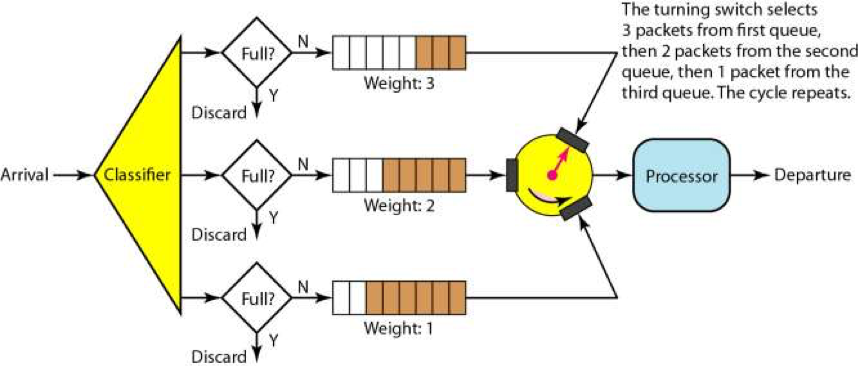 The turning switch selects
3 packets from first queue,
then 2 packets from the second
queue, then 1 packet from the
third queue. The cycle repeats.
Full?
N
Y
Discard
Weight: 3
Arrival
Classifier
Full?
N
Y
Discard
Weight: 2
Processor
Departure
Full?
N
Y
Discard
Weight: 1